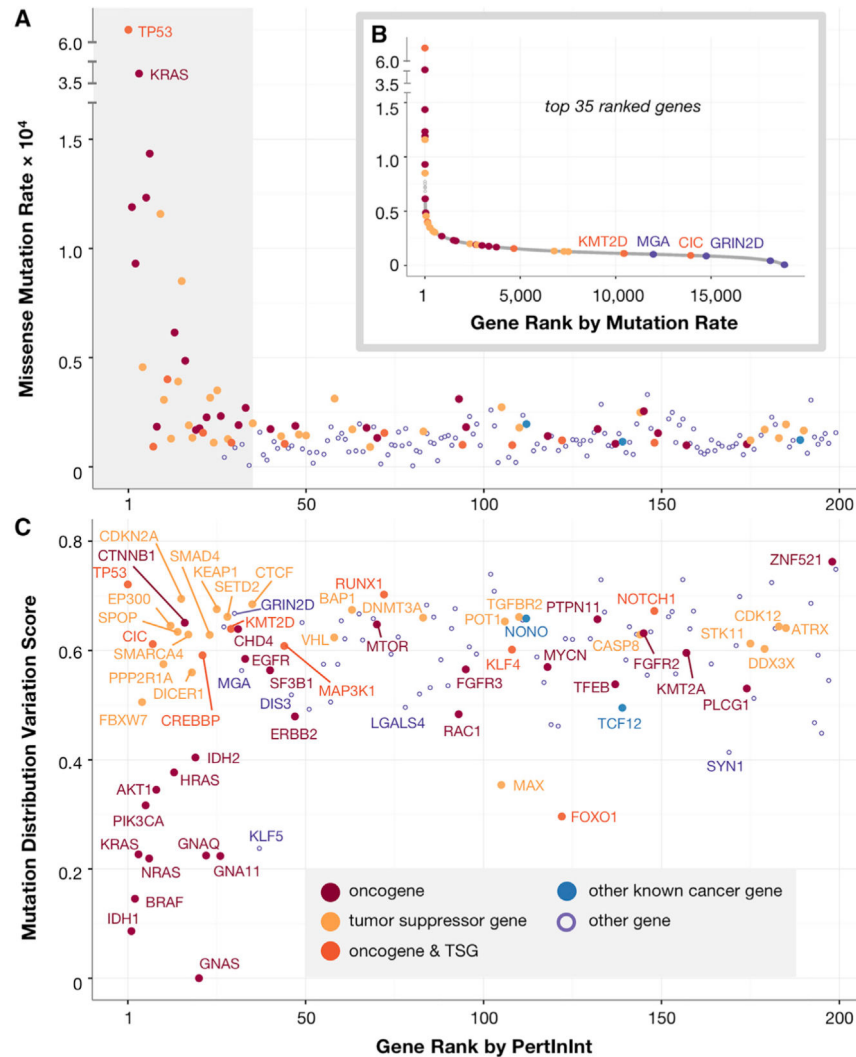 A
TP53
KRAS
6.0
3.5
1.5
1.0
0.5
0
Missense Mutation Rate × 10⁴
1
50
100
150
200
B
6.0
3.5
1.5
1.0
0.5
0
top 35 ranked genes
KMT2D MGA CIC GRIN2D
1
5,000
10,000
15,000
Gene Rank by Mutation Rate
C
0.8
0.6
0.4
0.2
0
Mutation Distribution Variation Score
CDKN2A
CTNNB1
SMAD4
TP53
KEAP1
CTCF
EP300
SETD2
SPOP
GRIN2D
CIC
KMT2D
SMARCA4
CHD4
PPP2R1A
EGFR
DICER1
MGA
SF3B1
FBXW7
CREBBP
DIS3
ERBB2
MAP3K1
VHL
BAP1
RUNX1
DNMT3A
MTOR
LGALS4
FGFR3
RAC1
POT1
TGFBR2
NONO
KLF4
MYCN
PTPN11
CASP8
NOTCH1
FGFR2
TFEB
KMT2A
TCF12
SYN1
PLCG1
STK11
CDK12
ATRX
DDX3X
ZNF521
IDH2
HRAS
AKT1
PIK3CA
KRAS
NRAS
GNAQ
GNA11
KLF5
BRAF
IDH1
GNAS
MAX
FOXO1
oncogene
tumor suppressor gene
oncogene & TSG
other known cancer gene
other gene
1
50
100
150
200
Gene Rank by PertInInt